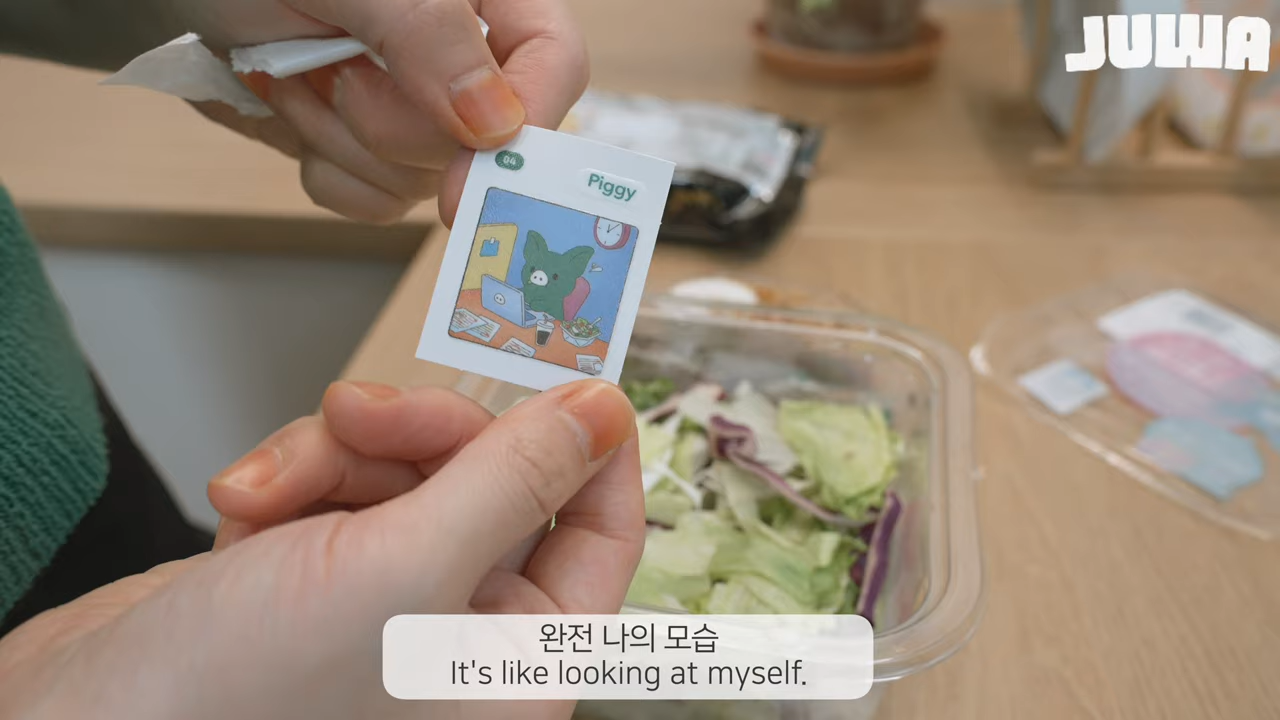 JUWA
04
Piggy
완전 나의 모습
It's like looking at myself.